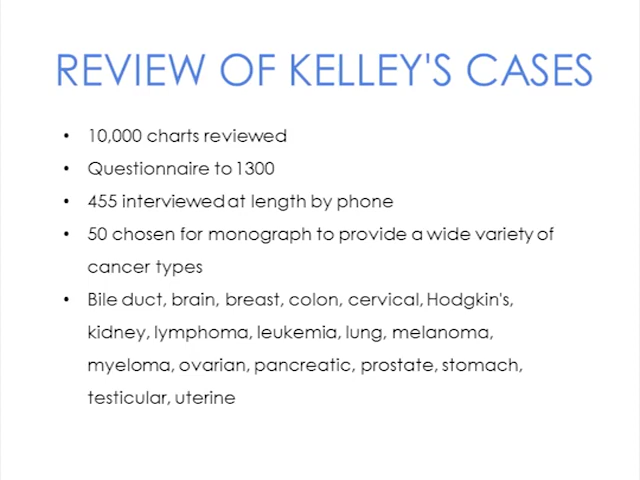 REVIEW OF KELLEY'S CASES
• 10,000 charts reviewed
• Questionnaire to 1300
• 455 interviewed at length by phone
• 50 chosen for monograph to provide a wide variety of
cancer types
• Bile duct, brain, breast, colon, cervical, Hodgkin's,
kidney, lymphoma, leukemia, lung, melanoma,
myeloma, ovarian, pancreatic, prostate, stomach,
testicular, uterine